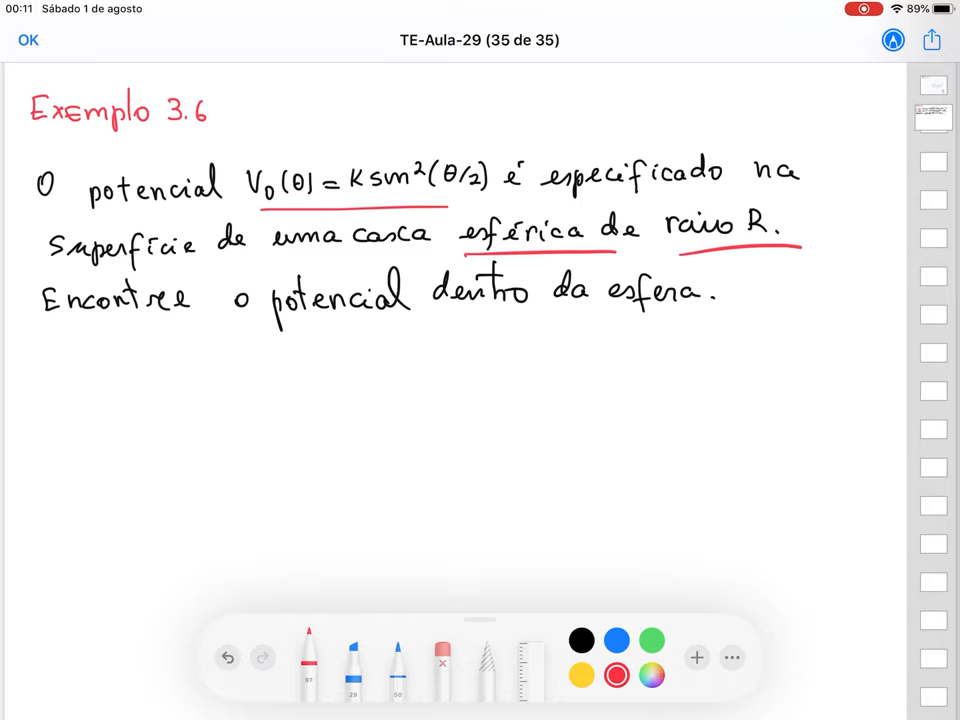 00:11 Sábado 1 de agosto 89%
OK TE-Aula-29 (35 de 35)
Exemplo 3.6
O potencial V₀(θ) = K sin²(θ/2) é especificado na
superfície de uma casca esférica de raio R.
Encontre o potencial dentro da esfera.
97 29 50